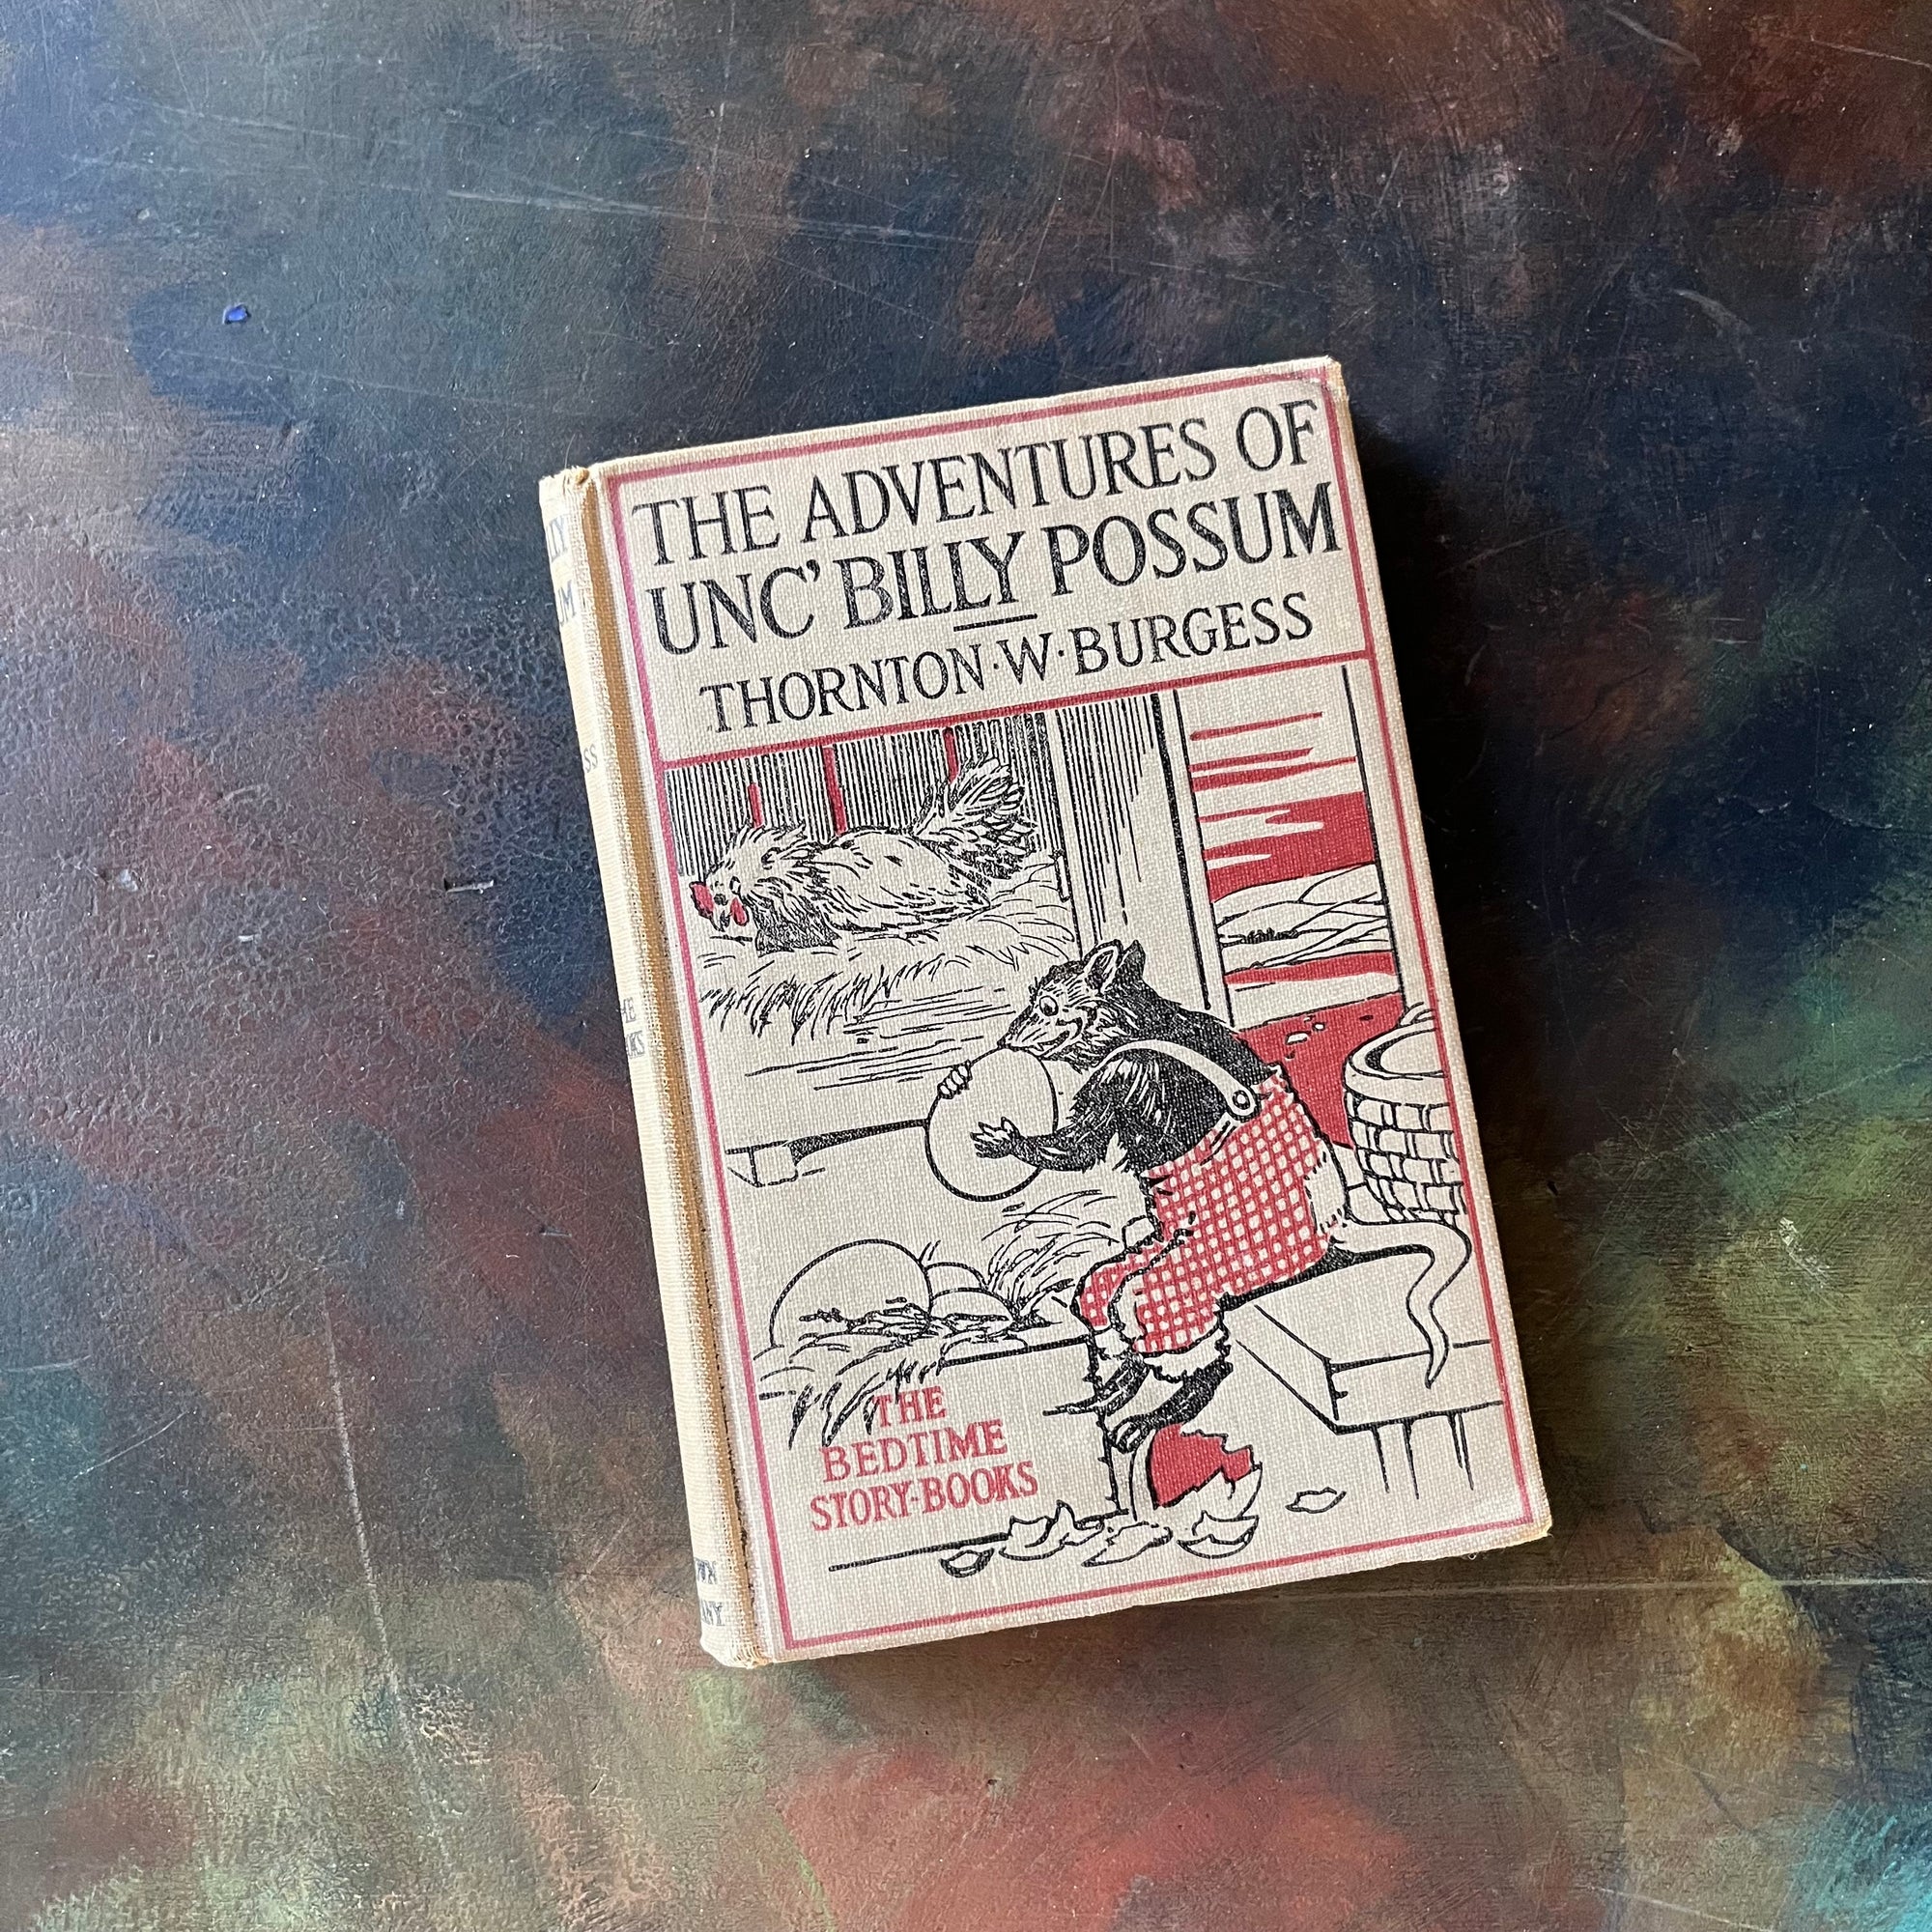 THE ADVENTURES OF
UNC' BILLY POSSUM
THORNTON·W·BURGESS
THE
BEDTIME
STORY-BOOKS